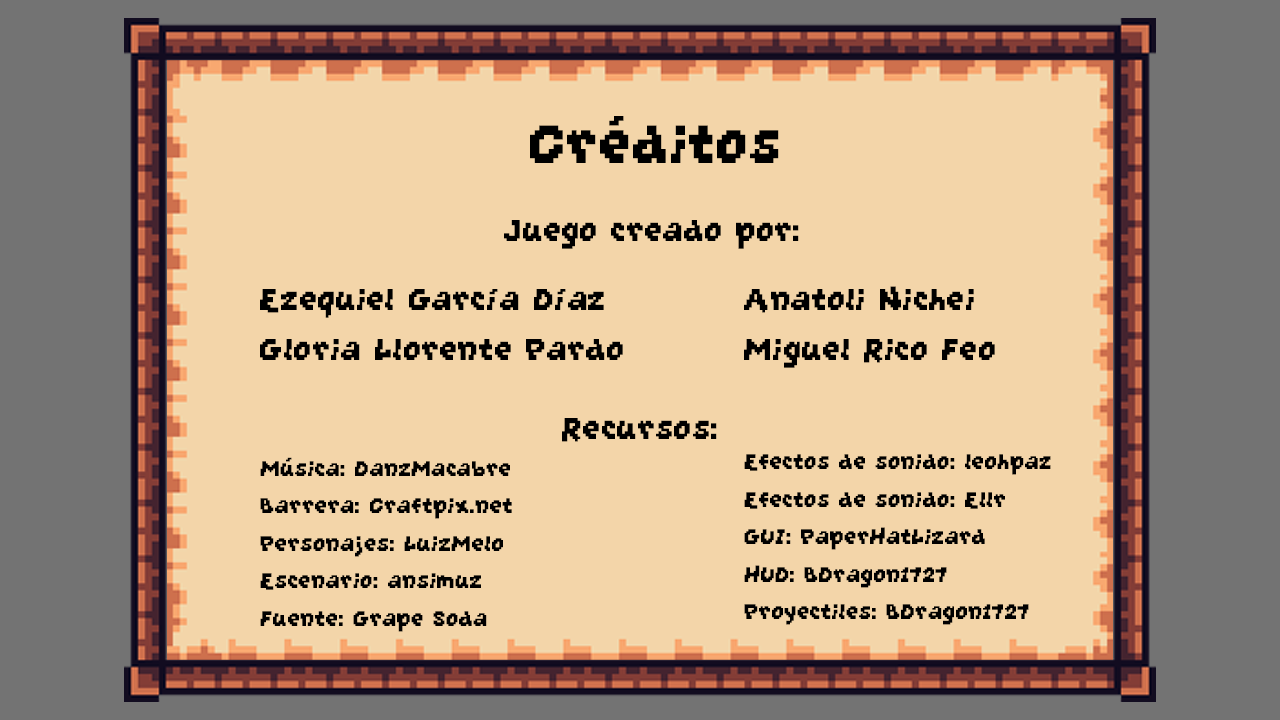 Créditos
Juego creado por:
Ezequiel García Díaz
Gloria Llorente Pardo
Anatoli Nichei
Miguel Rico Feo
Recursos:
Música: DanzMacabre
Barrera: Craftpix.net
Personajes: LuizMelo
Escenario: ansimuz
Fuente: Grape Soda
Efectos de sonido: leohpaz
Efectos de sonido: Ellr
GUI: PaperHatLizard
HUD: BDragon1727
Proyectiles: BDragon1727